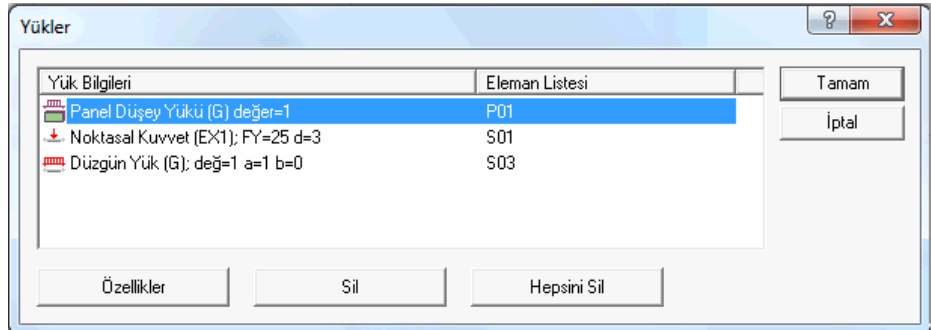 Yükler
Yük Bilgileri Eleman Listesi
Panel Düşey Yükü (G) değer=1 P01
Noktasal Kuvvet (EX1); FY=25 d=3 S01
Düzgün Yük (G); değ=1 a=1 b=0 S03
Tamam
İptal
Özellikler Sil Hepsini Sil